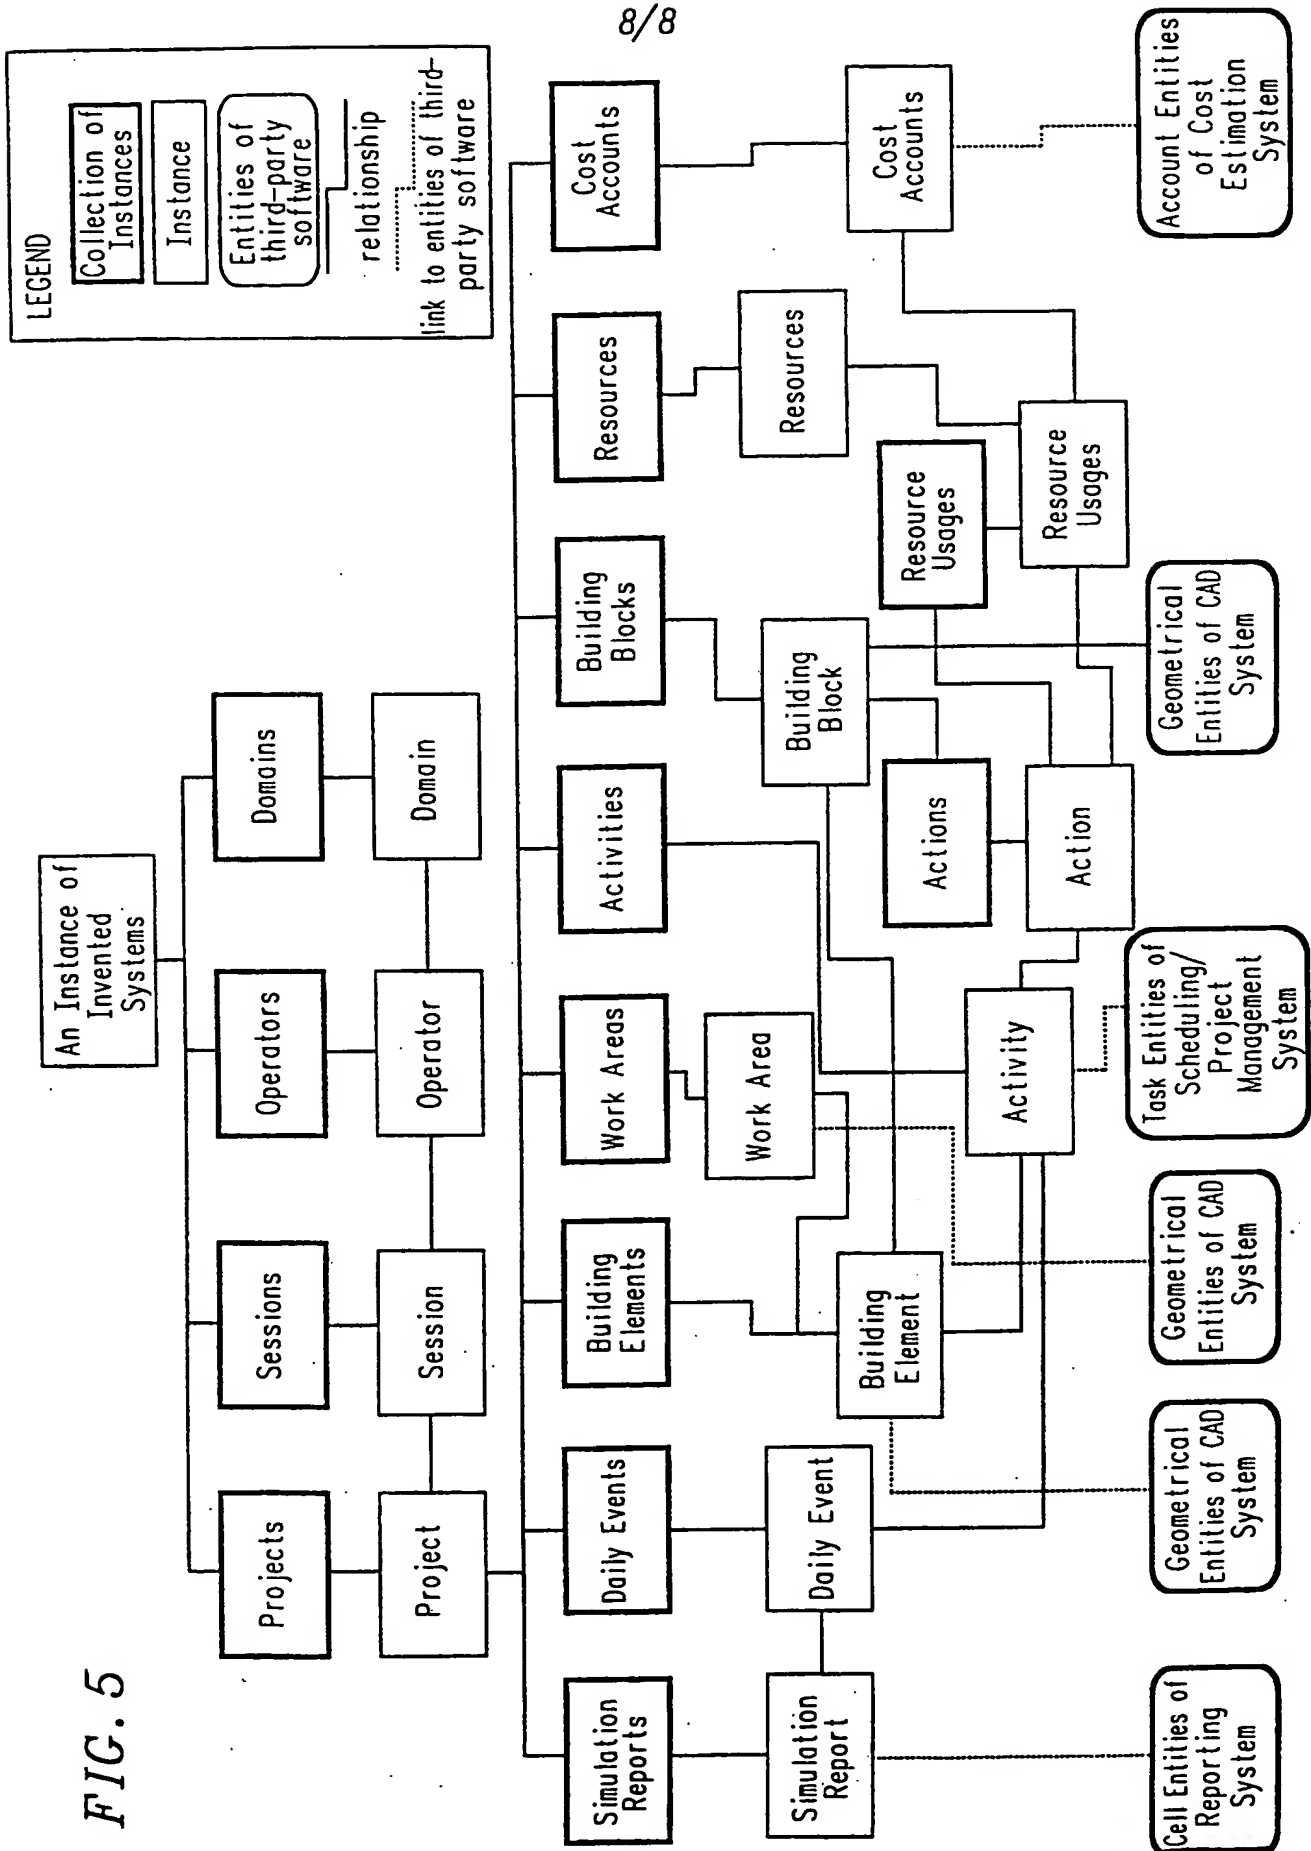 8/8
FIG. 5
LEGEND
Collection of
Instances
Instance
Entities of
third-party
software
relationship
link to entities of third-
party software
An Instance of
Invented
Systems
Projects
Sessions
Operators
Domains
Project
Session
Operator
Domain
Simulation
Reports
Daily Events
Building
Elements
Work Areas
Activities
Building
Blocks
Resources
Cost
Accounts
Simulation
Report
Daily Event
Building
Element
Work Area
Building
Block
Resources
Cost
Accounts
Actions
Resource
Usages
Activity
Action
Resource
Usages
Cell Entities of
Reporting
System
Geometrical
Entities of CAD
System
Geometrical
Entities of CAD
System
Task Entities of
Scheduling/
Project
Management
System
Geometrical
Entities of CAD
System
Account Entities
of Cost
Estimation
System